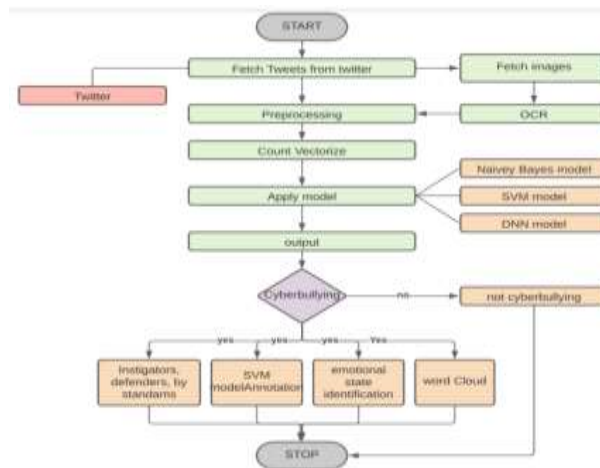 START
Fetch Tweets from twitter
Fetch images
Twitter
Preprocessing
OCR
Count Vectorize
Naivey Bayes model
Apply model
SVM model
DNN model
output
Cyberbullying
no
not cyberbullying
yes
yes
yes
Yes
Instigators,
defenders, by
standams
SVM
modelAnnotation
emotional
state
identification
word Cloud
STOP